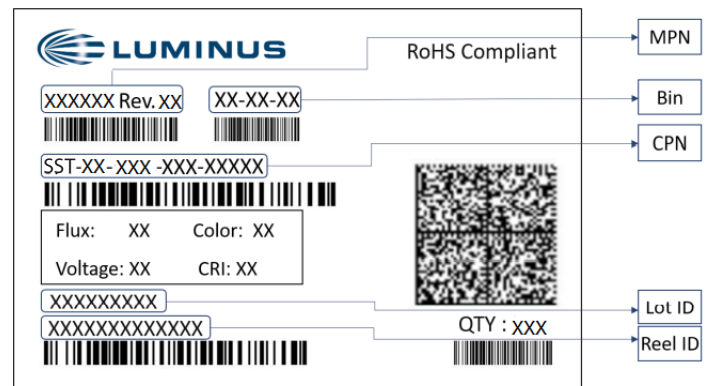 LUMINUS
RoHS Compliant
MPN
XXXXXX Rev. XX
XX-XX-XX
Bin
CPN
SST-XX- XXX -XXX-XXXXX
Flux: XX Color: XX
Voltage: XX CRI: XX
XXXXXXXXX
Lot ID
XXXXXXXXXXXXX
QTY : XXX
Reel ID